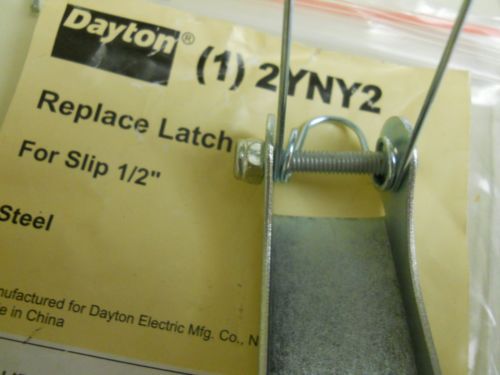 Dayton®
(1) 2YNY2
Replace Latch
For Slip 1/2"
Steel
nufactured for Dayton Electric Mfg. Co., N
e in China